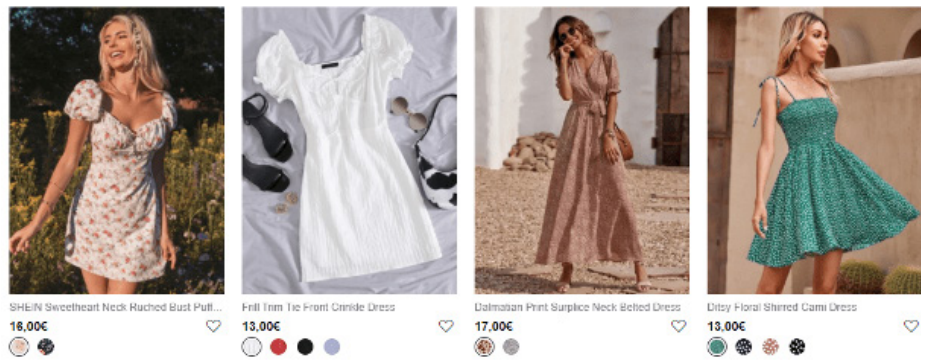 SHEIN Sweetheart Neck Ruched Bust Puff...
16,00€
Frill Trim Tie Front Crinkle Dress
13,00€
Dalmatian Print Surplice Neck Belted Dress
17,00€
Ditsy Floral Shirred Cami Dress
13,00€